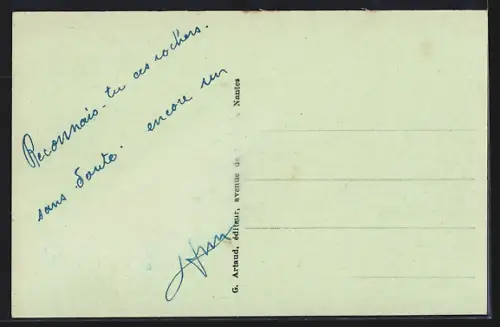 Reconnais-tu ces rochers.
sans doute. encore un
G. Artaud, éditeur, avenue de Nantes